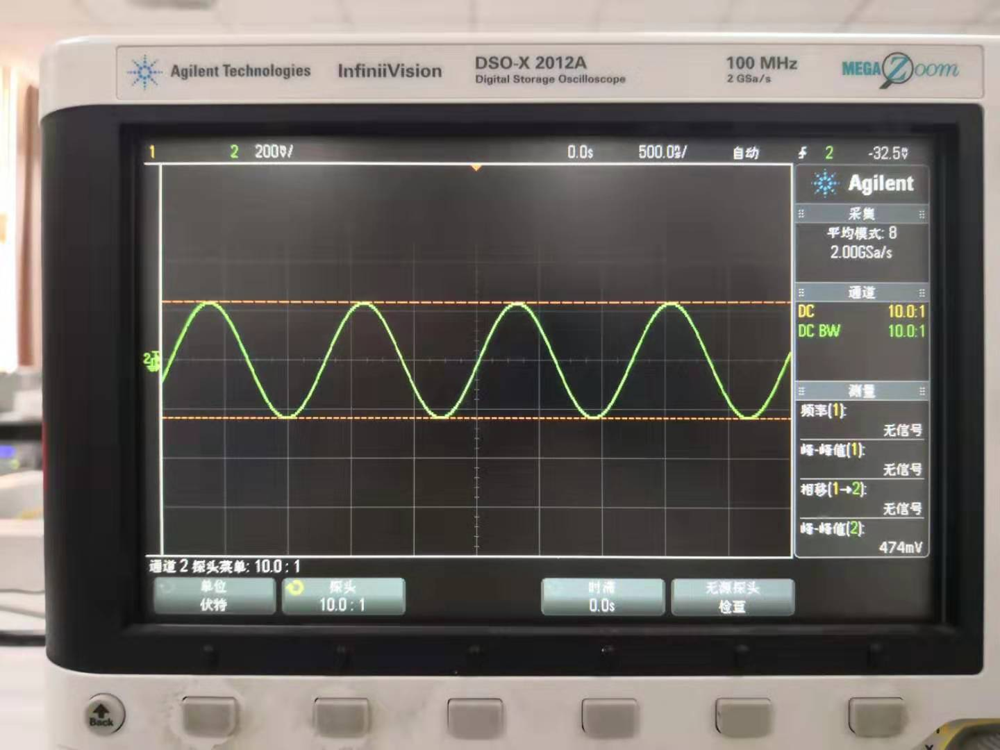 Agilent Technologies InfiniiVision DSO-X 2012A 100 MHz MEGA Zoom
Digital Storage Oscilloscope 2 GSa/s
1 2 200V/ 0.0s 500.0ns/ 自动 2 -32.5V
Agilent
采集
平均模式: 8
2.00GSa/s
通道
DC 10.0:1
DC BW 10.0:1
2
测量
频率(1):
无信号
峰-峰值(1):
无信号
相移(1→2):
无信号
峰-峰值(2):
474mV
通道 2 探头菜单: 10.0 : 1
单位 探头 时滞 无源探头
伏特 10.0 : 1 0.0s 检查
Back